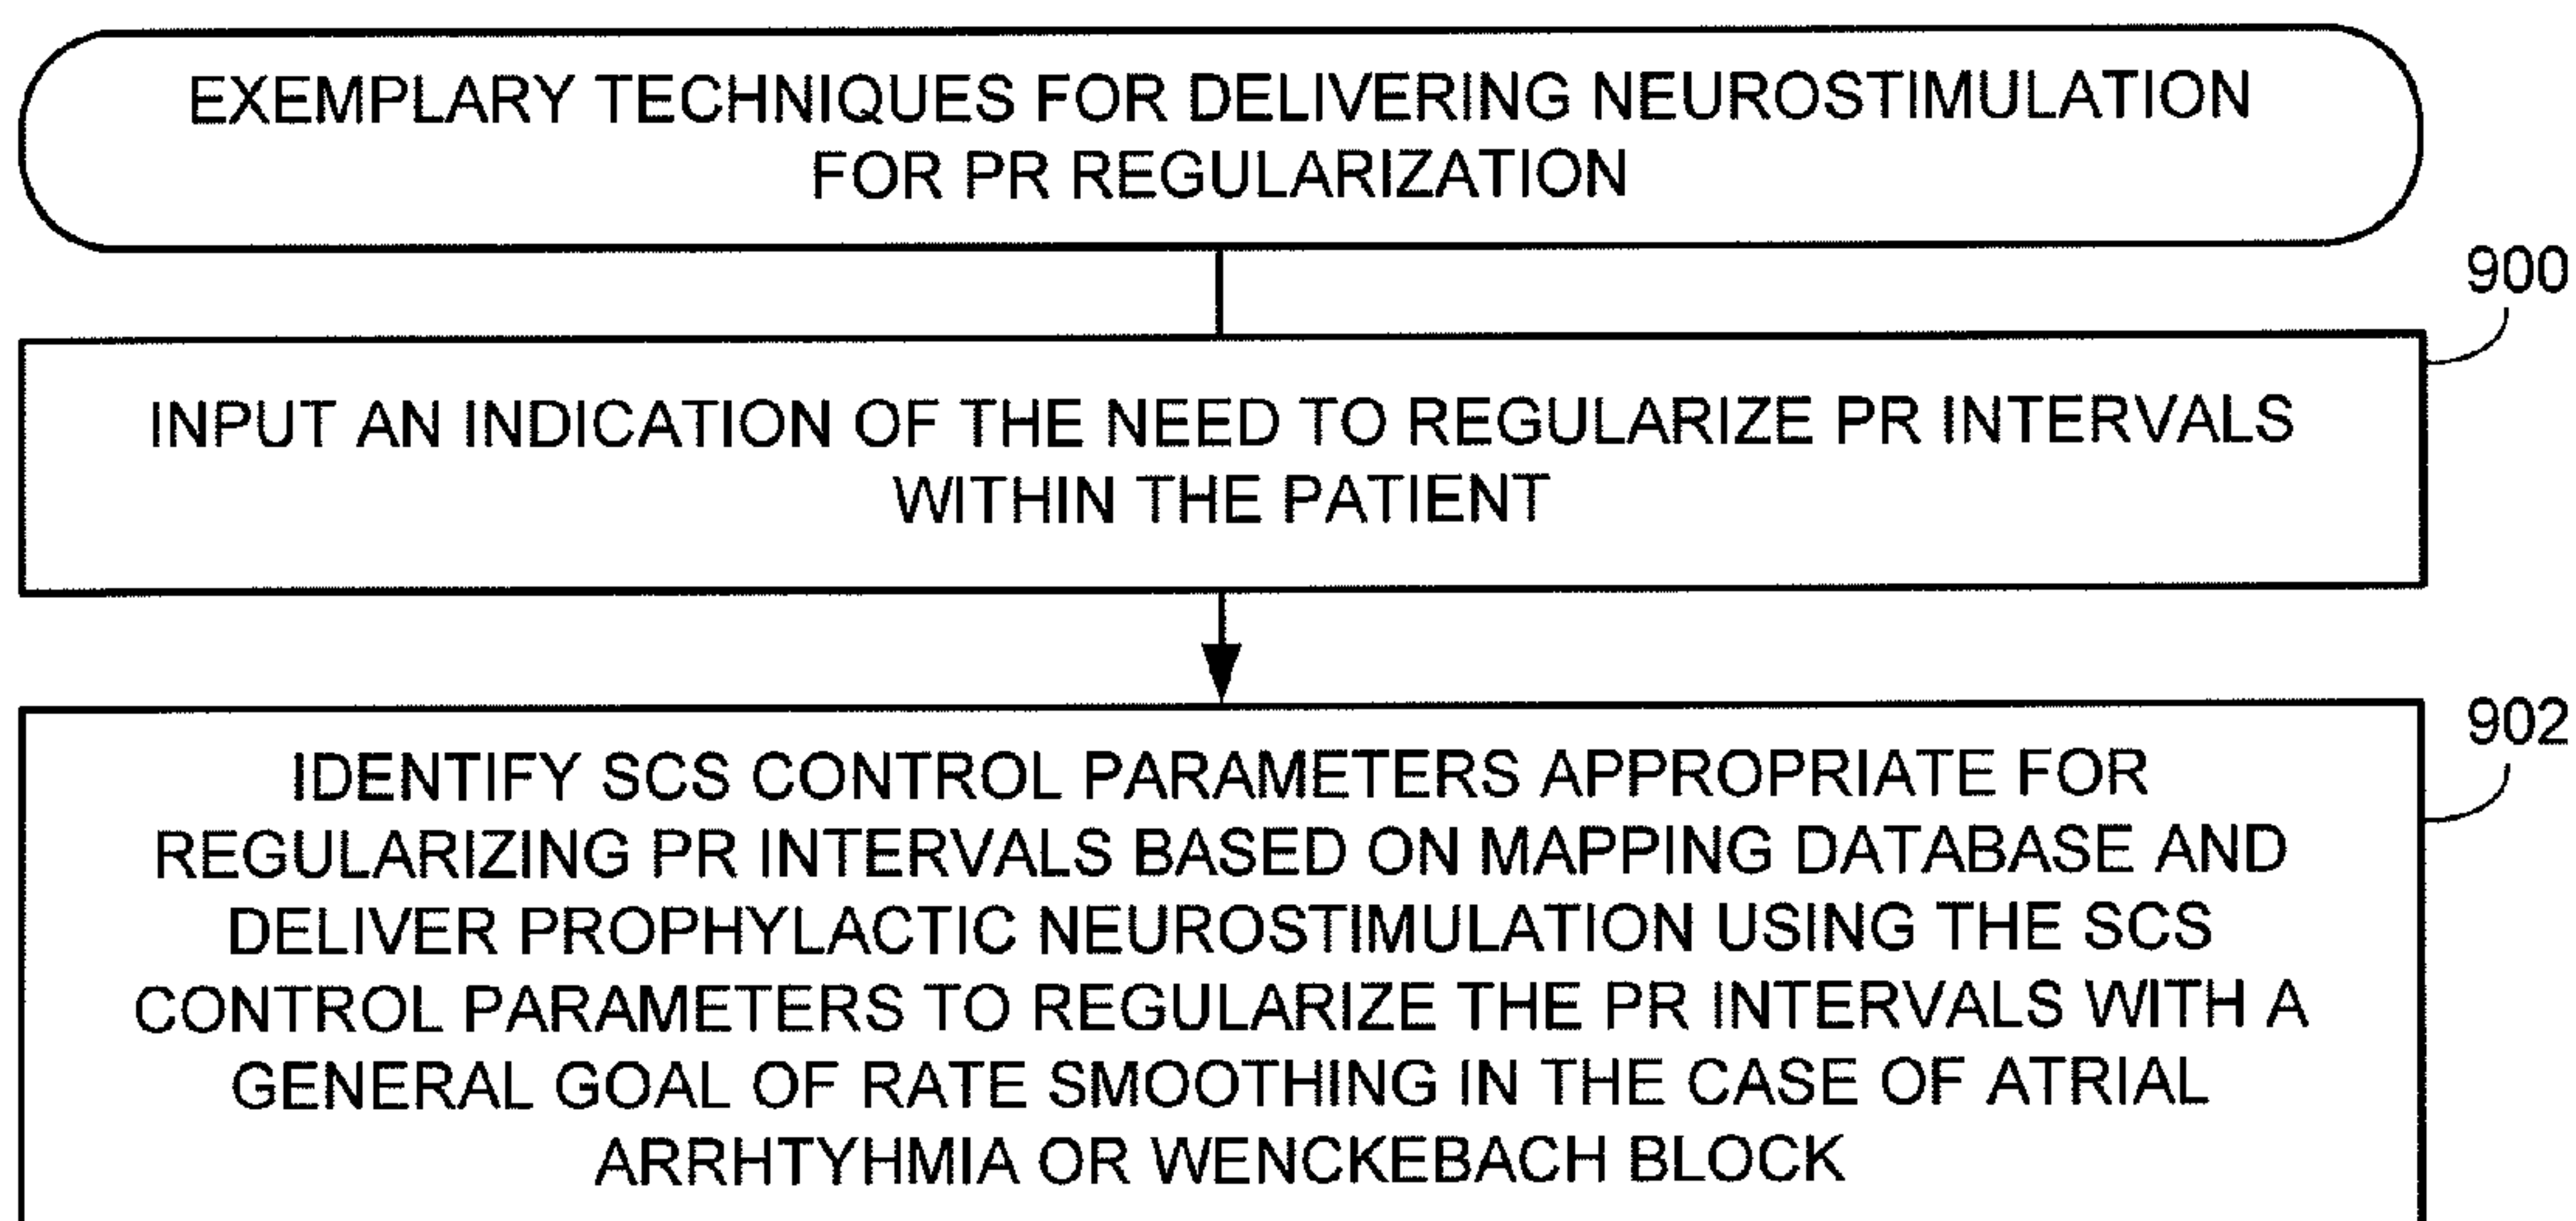 EXEMPLARY TECHNIQUES FOR DELIVERING NEUROSTIMULATION
FOR PR REGULARIZATION
900
INPUT AN INDICATION OF THE NEED TO REGULARIZE PR INTERVALS
WITHIN THE PATIENT
902
IDENTIFY SCS CONTROL PARAMETERS APPROPRIATE FOR
REGULARIZING PR INTERVALS BASED ON MAPPING DATABASE AND
DELIVER PROPHYLACTIC NEUROSTIMULATION USING THE SCS
CONTROL PARAMETERS TO REGULARIZE THE PR INTERVALS WITH A
GENERAL GOAL OF RATE SMOOTHING IN THE CASE OF ATRIAL
ARRHTYHMIA OR WENCKEBACH BLOCK